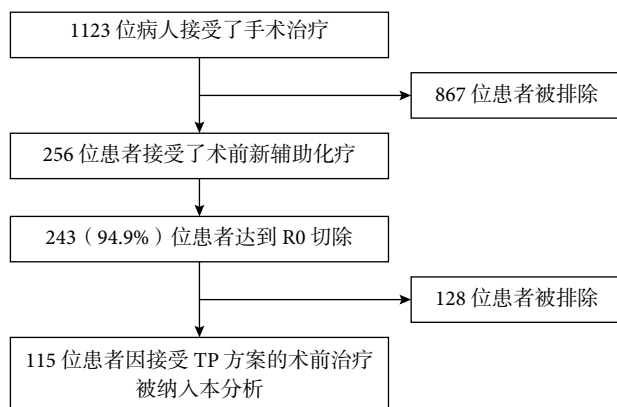 1123 位病人接受了手术治疗
867 位患者被排除
256 位患者接受了术前新辅助化疗
243（94.9%）位患者达到 R0 切除
128 位患者被排除
115 位患者因接受 TP 方案的术前治疗
被纳入本分析